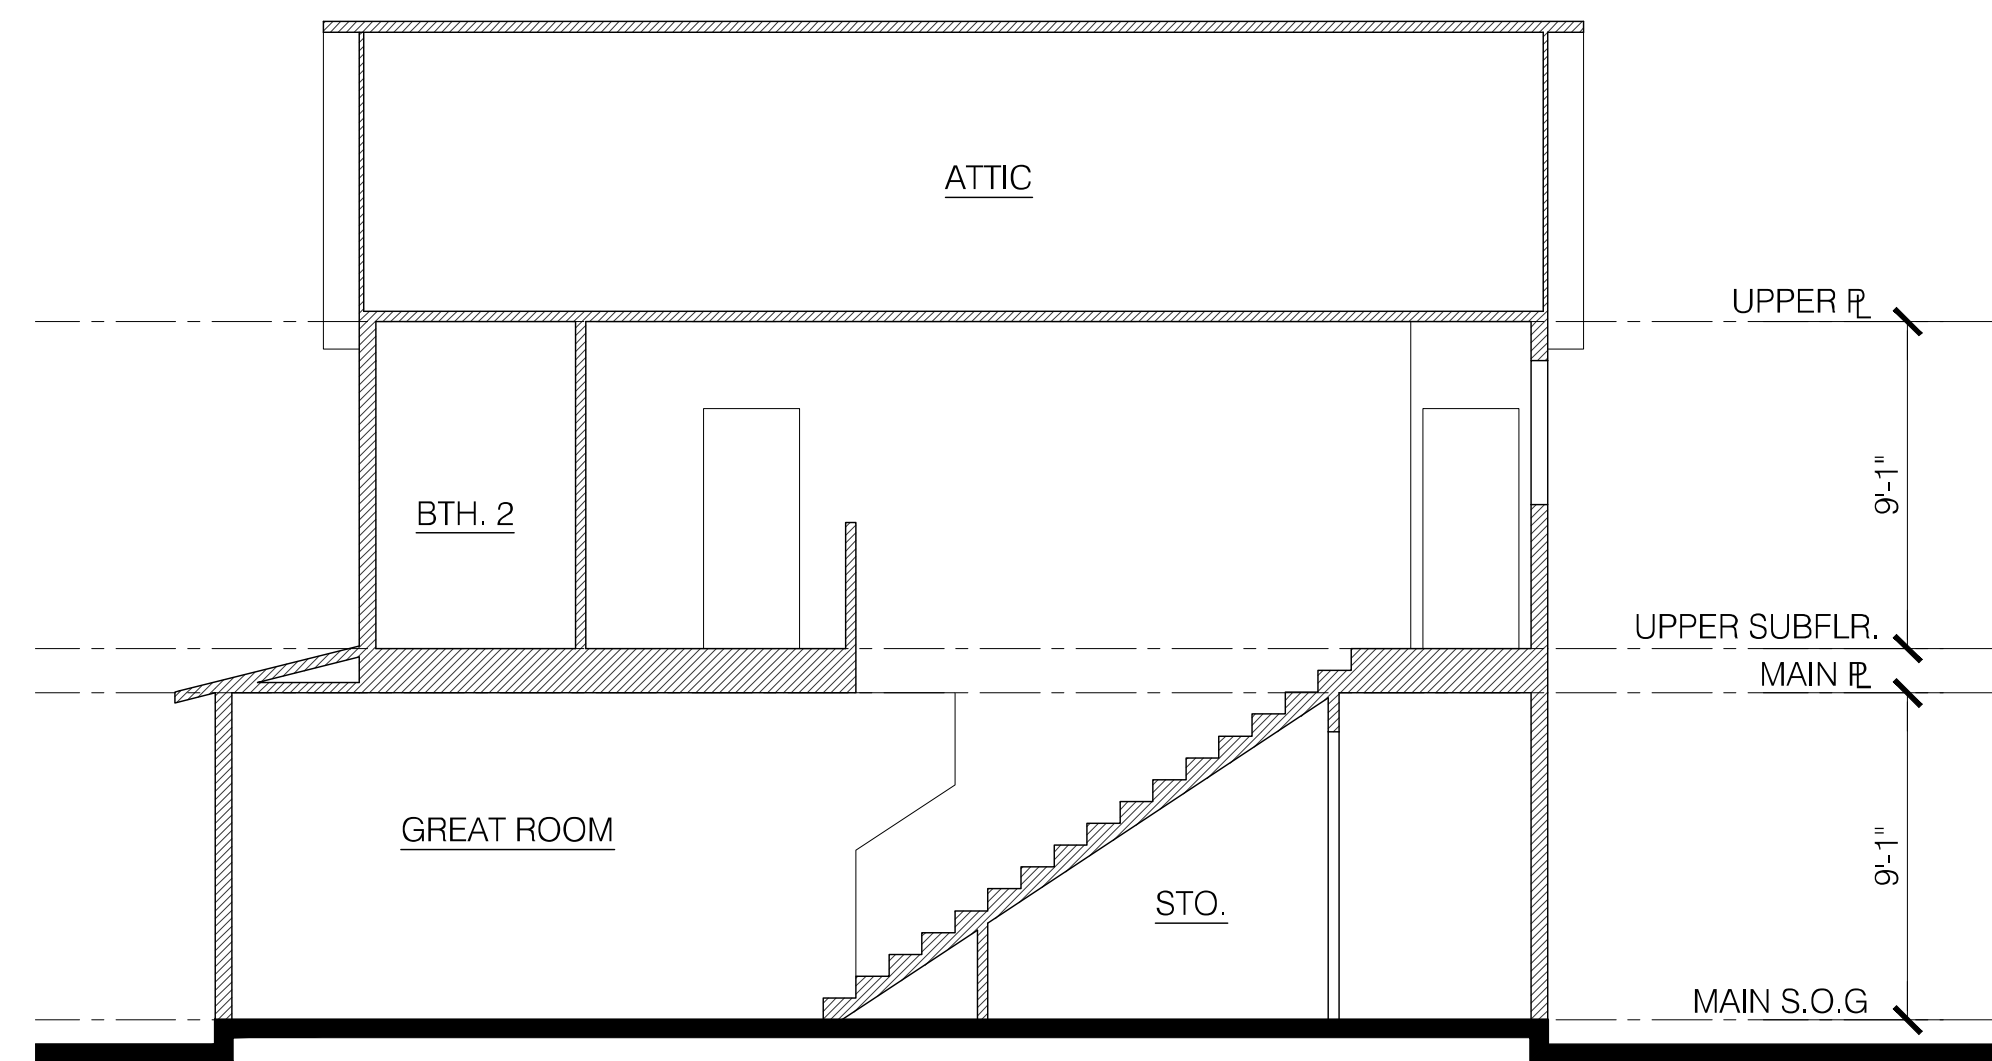 ATTIC
UPPER PL
BTH. 2
9'-1"
UPPER SUBFLR.
MAIN PL
GREAT ROOM
9'-1"
STO.
MAIN S.O.G